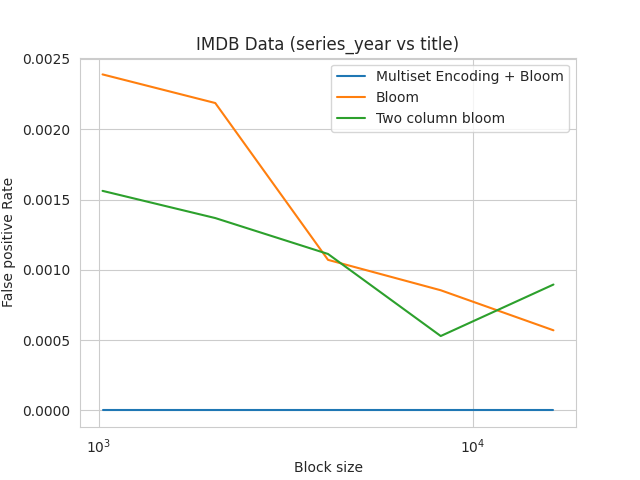 IMDB Data (series_year vs title)
Multiset Encoding + Bloom
Bloom
Two column bloom
False positive Rate
0.0025
0.0020
0.0015
0.0010
0.0005
0.0000
10³
10⁴
Block size